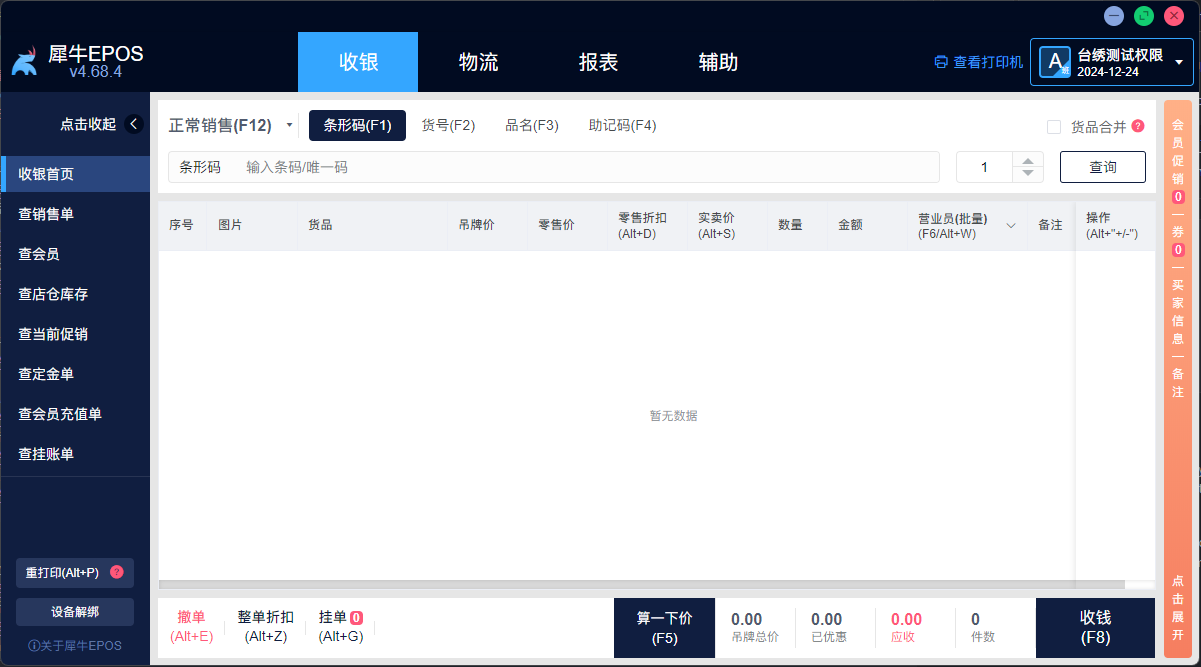 犀牛EPOS
v4.68.4
收银
物流
报表
辅助
查看打印机
A
班
台绣测试权限
2024-12-24
点击收起
收银首页
查销售单
查会员
查店仓库存
查当前促销
查定金单
查会员充值单
查挂账单
重打印(Alt+P) ?
设备解绑
关于犀牛EPOS
正常销售(F12)
条形码(F1)
货号(F2)
品名(F3)
助记码(F4)
货品合并 ?
条形码 输入条码/唯一码
1
查询
序号
图片
货品
吊牌价
零售价
零售折扣
(Alt+D)
实卖价
(Alt+S)
数量
金额
营业员(批量)
(F6/Alt+W)
备注
操作
(Alt+"+/-")
暂无数据
撤单
(Alt+E)
整单折扣
(Alt+Z)
挂单 0
(Alt+G)
算一下价
(F5)
0.00
吊牌总价
0.00
已优惠
0.00
应收
0
件数
收钱
(F8)
会员促销
0
券
0
买家信息
备注
点击展开